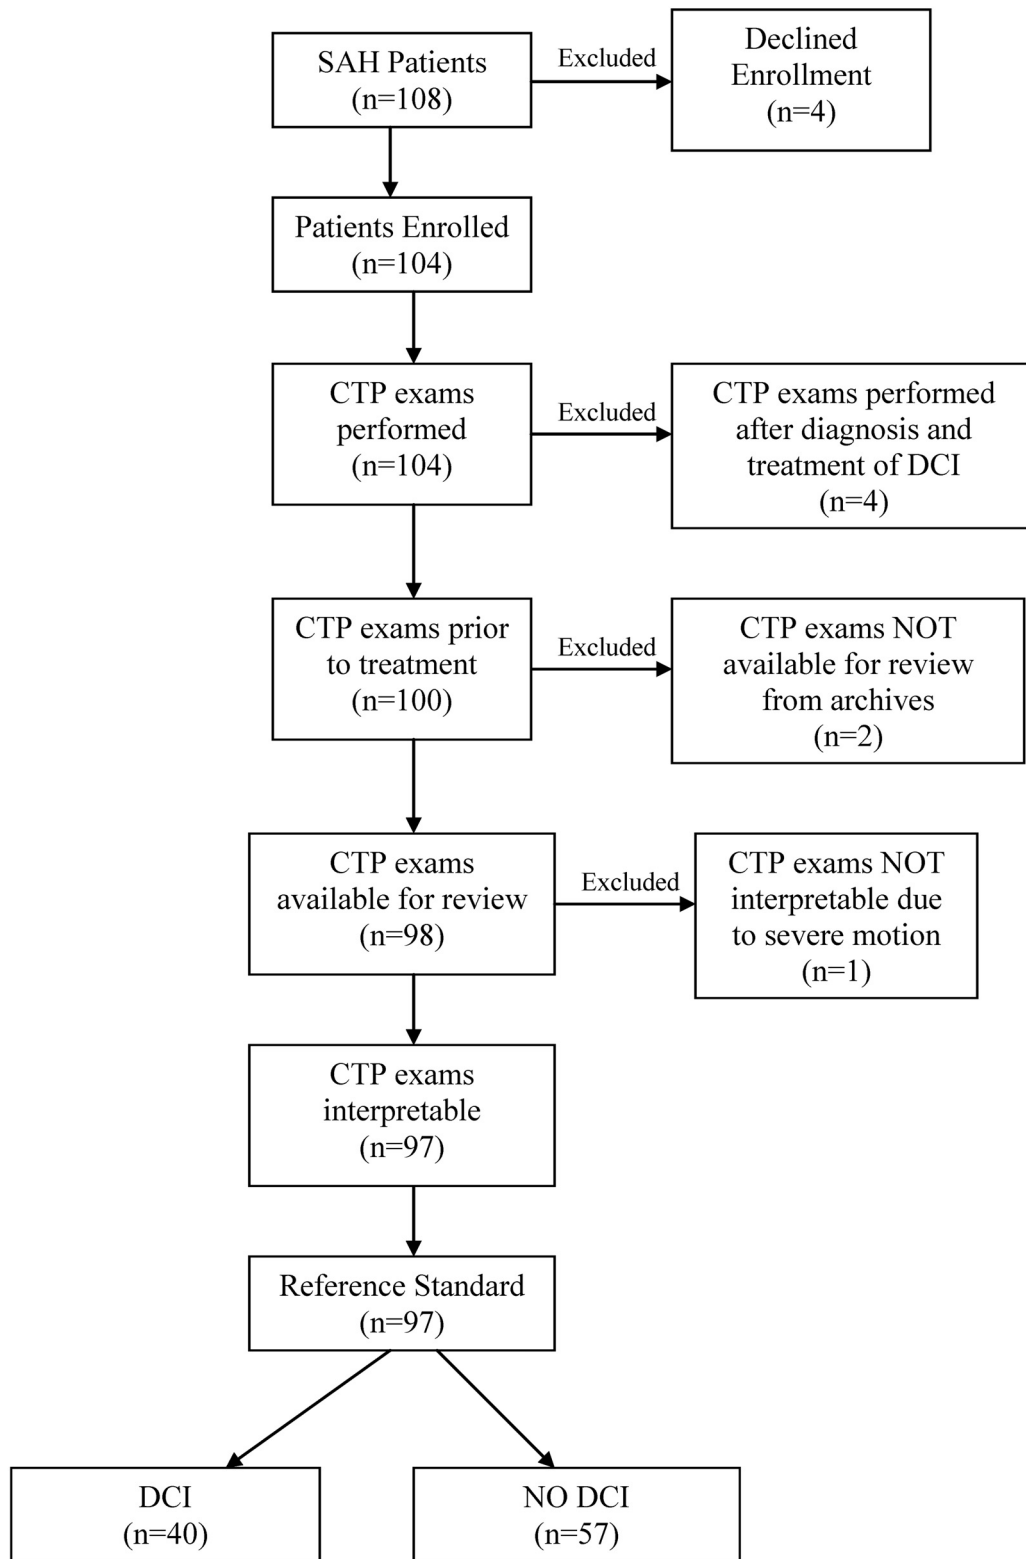 SAH Patients
(n=108)
Excluded
Declined
Enrollment
(n=4)
Patients Enrolled
(n=104)
CTP exams
performed
(n=104)
Excluded
CTP exams performed
after diagnosis and
treatment of DCI
(n=4)
CTP exams prior
to treatment
(n=100)
Excluded
CTP exams NOT
available for review
from archives
(n=2)
CTP exams
available for review
(n=98)
Excluded
CTP exams NOT
interpretable due
to severe motion
(n=1)
CTP exams
interpretable
(n=97)
Reference Standard
(n=97)
DCI
(n=40)
NO DCI
(n=57)